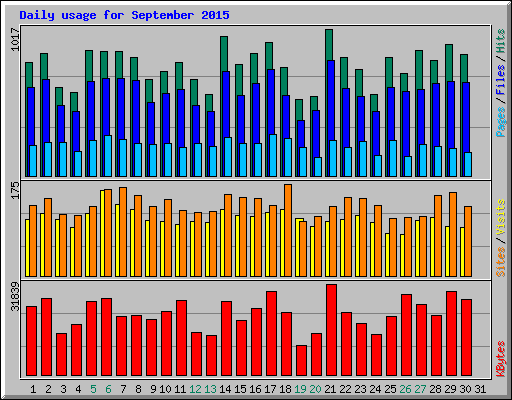 Daily usage for September 2015
1017
Pages / Files / Hits
175
Sites / Visits
31839
KBytes
1 2 3 4 5 6 7 8 9 10 11 12 13 14 15 16 17 18 19 20 21 22 23 24 25 26 27 28 29 30 31